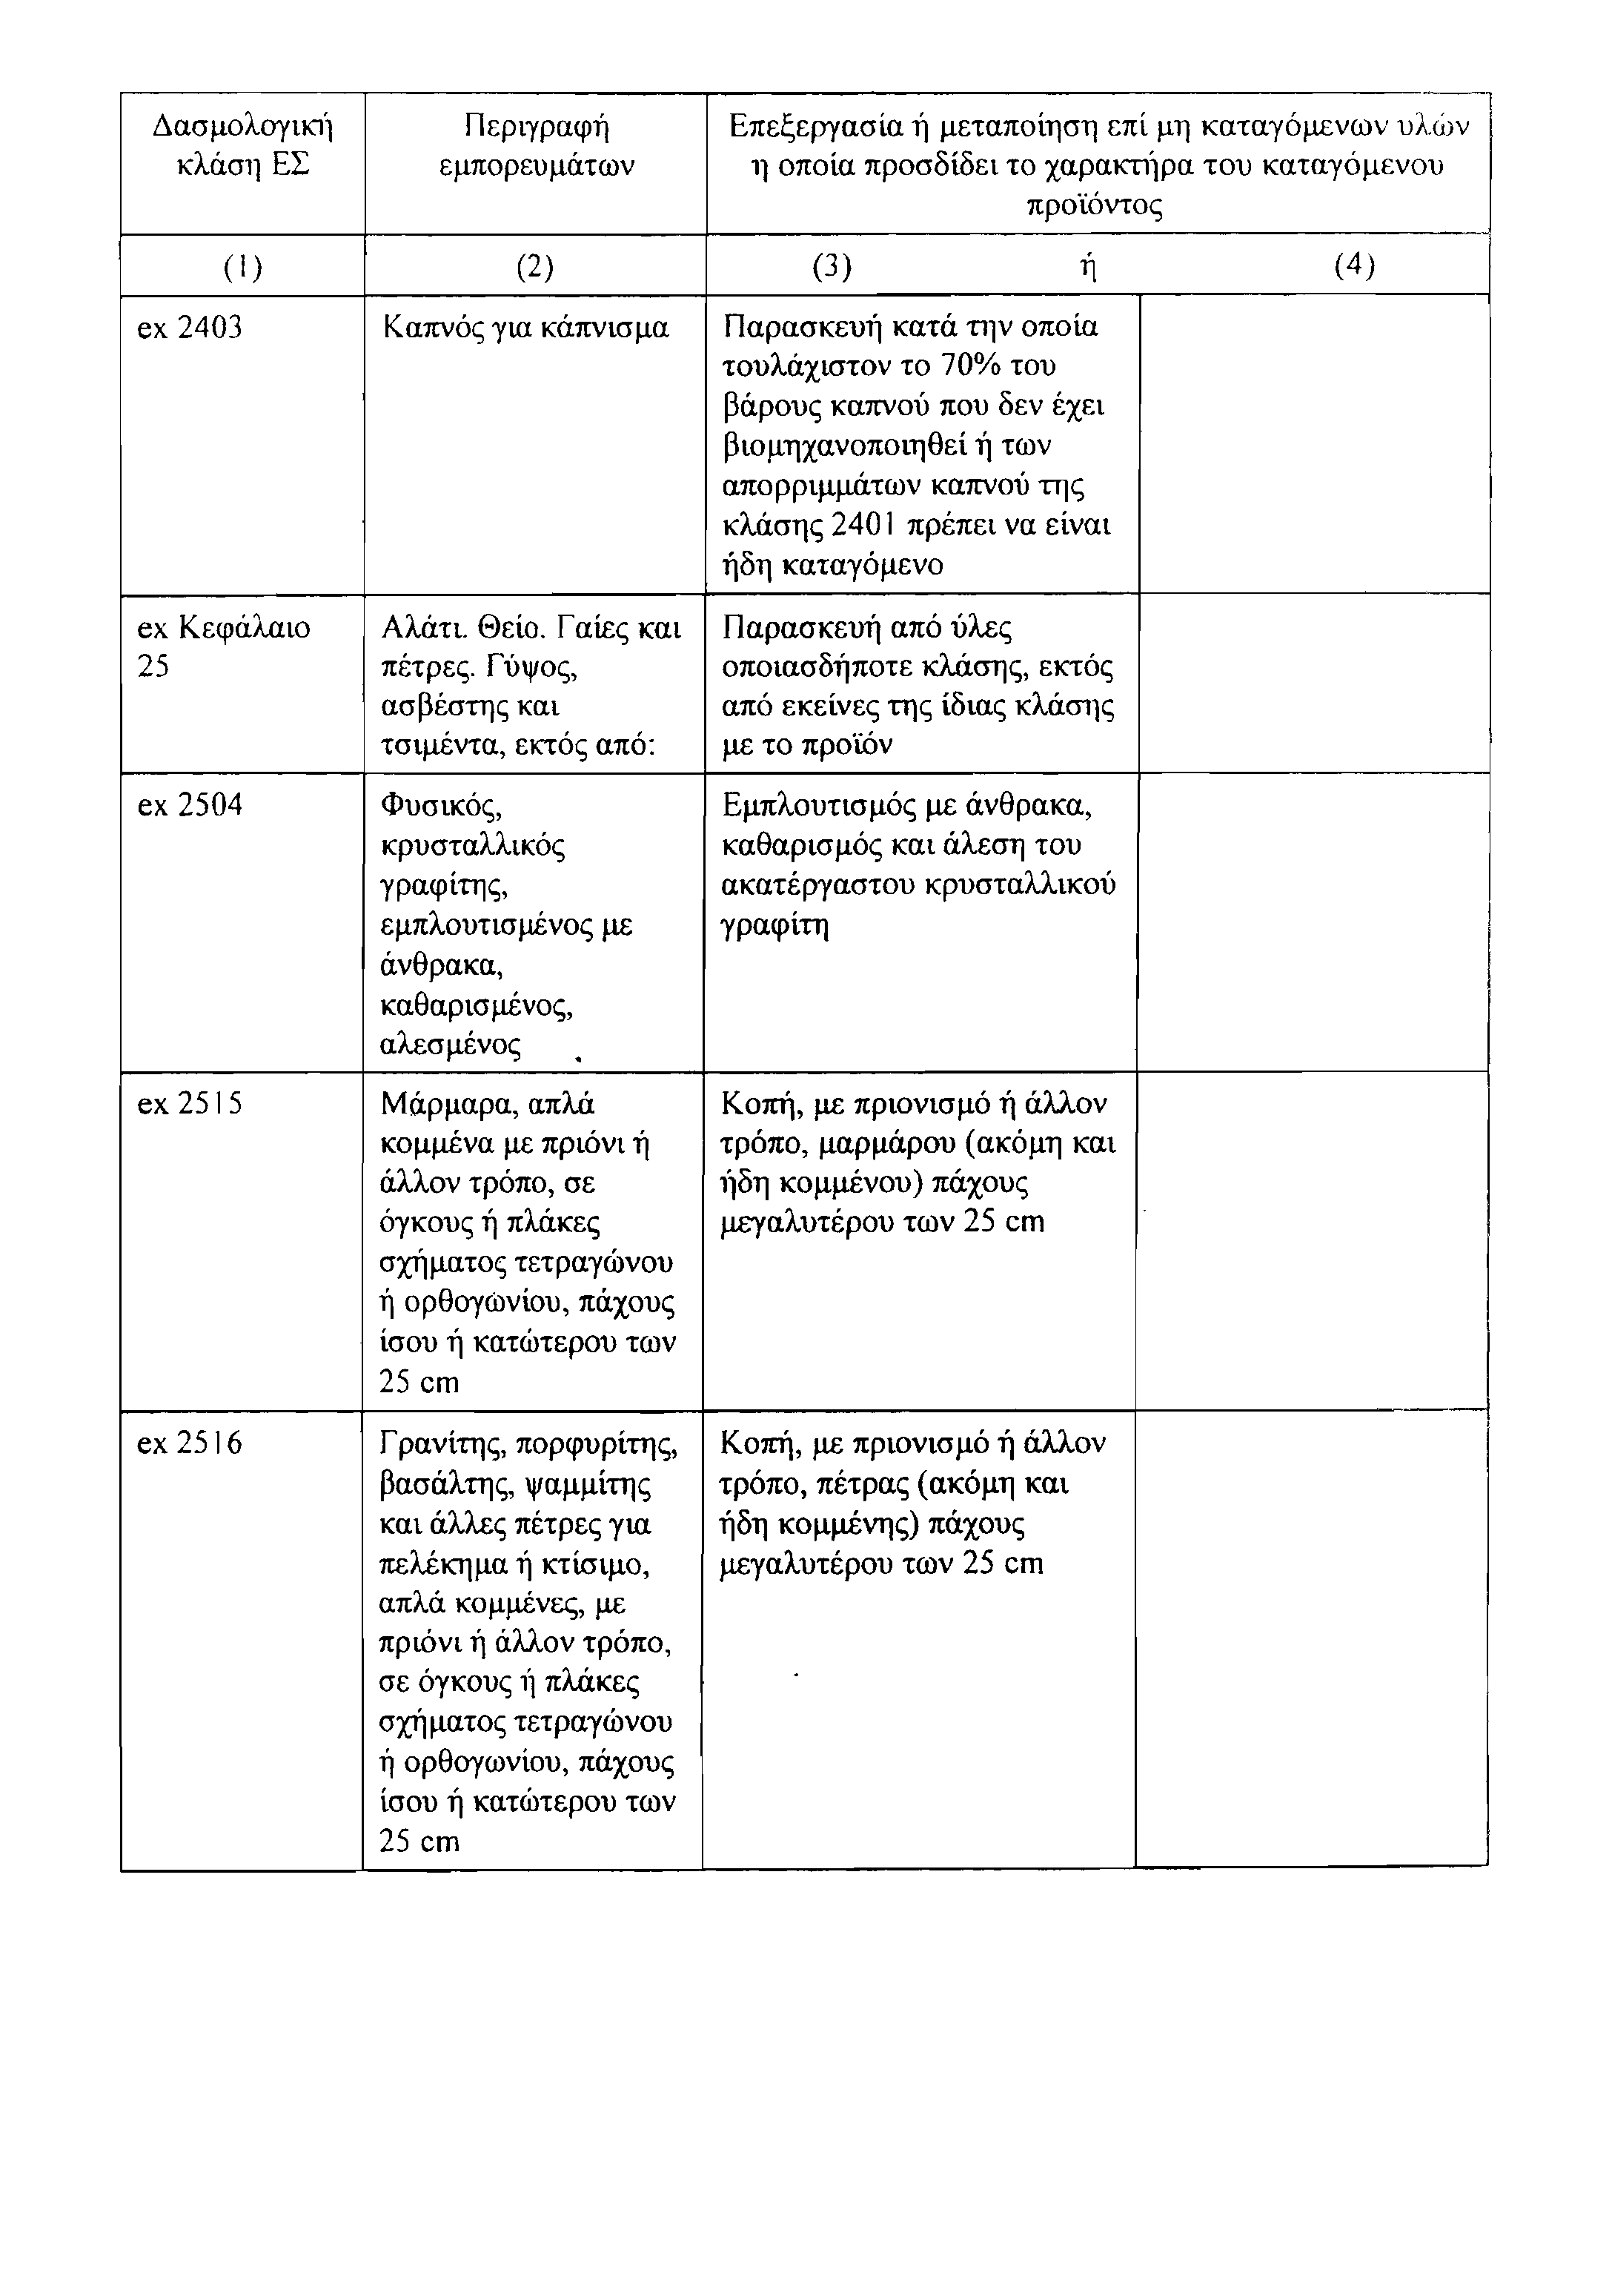 Δασμολογική
κλάση ΕΣ
Περιγραφή
εμπορευμάτων
Επεξεργασία ή μεταποίηση επί μη καταγόμενων υλών
η οποία προσδίδει το χαρακτήρα του καταγόμενου
προϊόντος
(1)
(2)
(3) ή (4)
ex 2403
Καπνός για κάπνισμα
Παρασκευή κατά την οποία
τουλάχιστον το 70% του
βάρους καπνού που δεν έχει
βιομηχανοποιηθεί ή των
απορριμμάτων καπνού της
κλάσης 2401 πρέπει να είναι
ήδη καταγόμενο
ex Κεφάλαιο
25
Αλάτι. Θείο. Γαίες και
πέτρες. Γύψος,
ασβέστης και
τσιμέντα, εκτός από:
Παρασκευή από ύλες
οποιασδήποτε κλάσης, εκτός
από εκείνες της ίδιας κλάσης
με το προϊόν
ex 2504
Φυσικός,
κρυσταλλικός
γραφίτης,
εμπλουτισμένος με
άνθρακα,
καθαρισμένος,
αλεσμένος
Εμπλουτισμός με άνθρακα,
καθαρισμός και άλεση του
ακατέργαστου κρυσταλλικού
γραφίτη
ex 2515
Μάρμαρα, απλά
κομμένα με πριόνι ή
άλλον τρόπο, σε
όγκους ή πλάκες
σχήματος τετραγώνου
ή ορθογωνίου, πάχους
ίσου ή κατώτερου των
25 cm
Κοπή, με πριονισμό ή άλλον
τρόπο, μαρμάρου (ακόμη και
ήδη κομμένου) πάχους
μεγαλυτέρου των 25 cm
ex 2516
Γρανίτης, πορφυρίτης,
βασάλτης, ψαμμίτης
και άλλες πέτρες για
πελέκημα ή κτίσιμο,
απλά κομμένες, με
πριόνι ή άλλον τρόπο,
σε όγκους ή πλάκες
σχήματος τετραγώνου
ή ορθογωνίου, πάχους
ίσου ή κατώτερου των
25 cm
Κοπή, με πριονισμό ή άλλον
τρόπο, πέτρας (ακόμη και
ήδη κομμένης) πάχους
μεγαλυτέρου των 25 cm